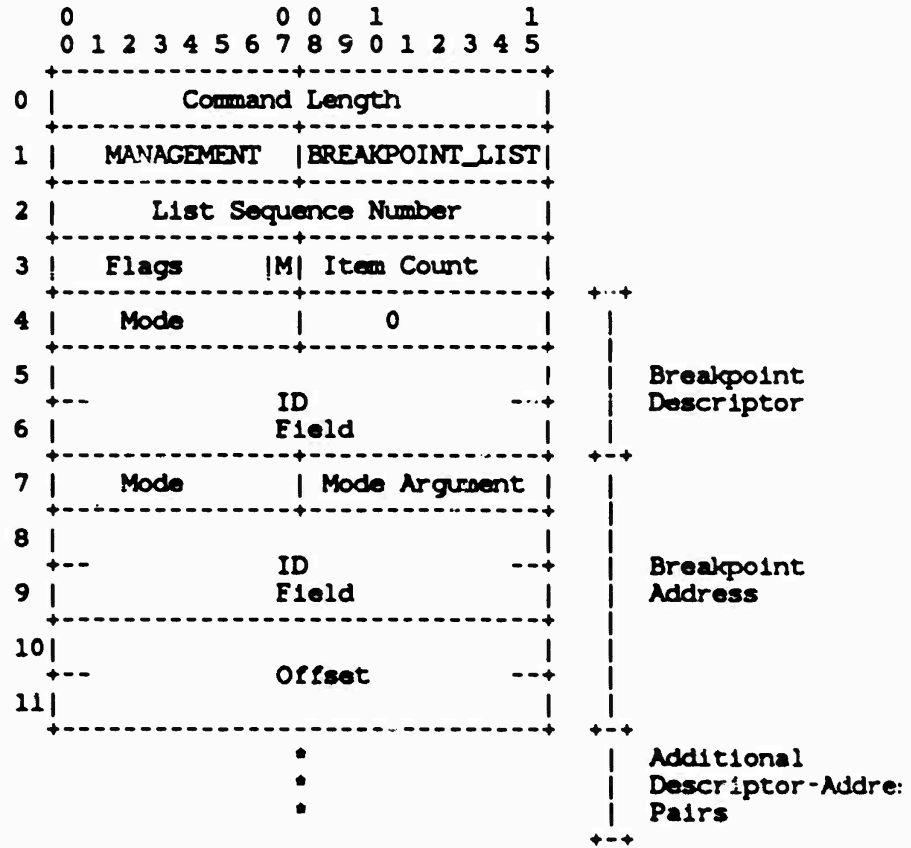 0 0 0 1 1
0 1 2 3 4 5 6 7 8 9 0 1 2 3 4 5
0 | Command Length |
1 | MANAGEMENT | BREAKPOINT_LIST |
2 | List Sequence Number |
3 | Flags |M| Item Count |
4 | Mode | 0 |
5 | | Breakpoint
+-- ID --+ Descriptor
6 | Field |
7 | Mode | Mode Argument |
8 | |
+-- ID --+ Breakpoint
9 | Field | Address
10| |
+-- Offset --+
11| |
* Additional
* Descriptor-Addre:
* Pairs